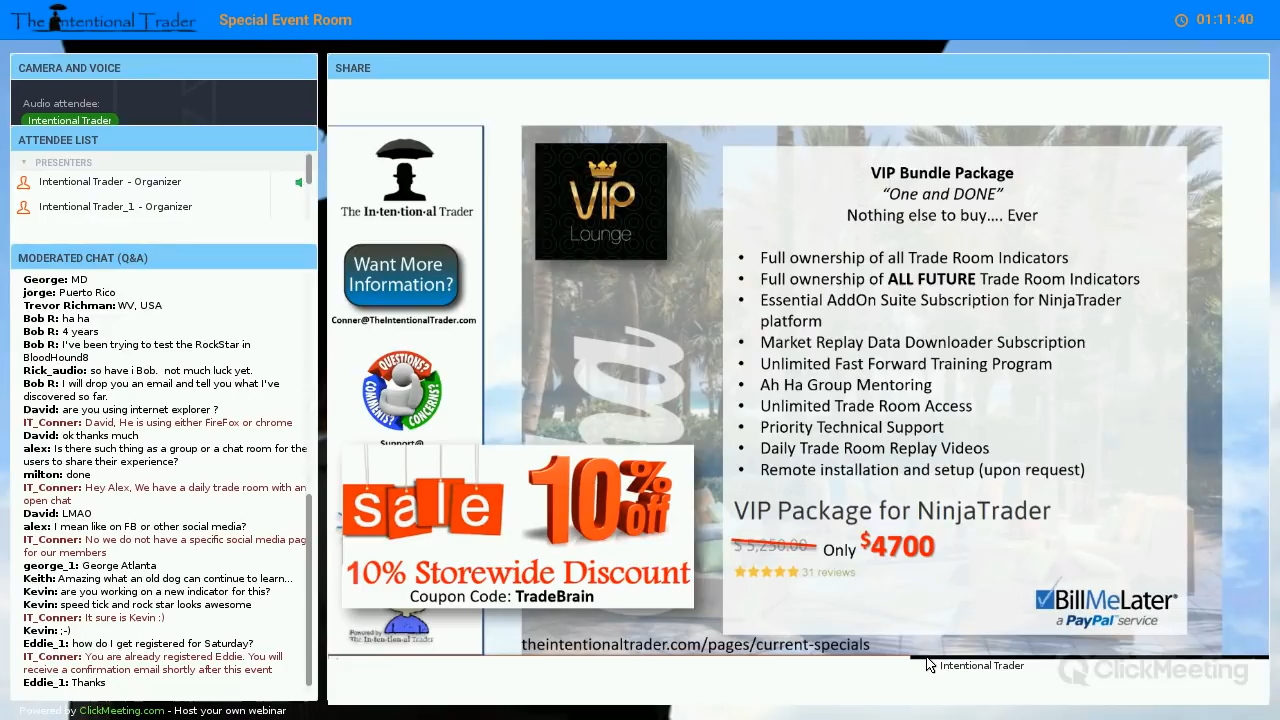 The Intentional Trader
Special Event Room
01:11:40
CAMERA AND VOICE
Audio attendee:
Intentional Trader
ATTENDEE LIST
PRESENTERS
Intentional Trader - Organizer
Intentional Trader_1 - Organizer
MODERATED CHAT (Q&A)
George: MD
jorge: Puerto Rico
Trevor Richman: WV, USA
Bob R: ha ha
Bob R: 4 years
Bob R: I've been trying to test the RockStar in
BloodHound8
Rick_audio: so have i Bob.  not much luck yet.
Bob R: I will drop you an email and tell you what I've
discovered so far.
David: are you using internet explorer ?
IT_Conner: David, He is using either FireFox or chrome
David: ok thanks much
alex: Is there such thing as a group or a chat room for the
users to share their experience?
milton: done
IT_Conner: Hey Alex, We have a daily trade room with an
open chat
David: LMAO
alex: I mean like on FB or other social media?
IT_Conner: No we do not have a specific social media pag
for our members
george_1: George Atlanta
Keith: Amazing when an old dog can continue to learn...
Kevin: are you working on a new indicator for this?
Kevin: speed tick and rock star looks awesome
IT_Conner: It sure is Kevin :)
Kevin: ;-)
Eddie_1: how do I get registered for Saturday?
IT_Conner: You are already registered Eddie. You will
receive a confirmation email shortly after this event
Eddie_1: Thanks
Powered by ClickMeeting.com - Host your own webinar
SHARE
The In·ten·tion·al Trader
Want More
Information?
Conner@TheIntentionalTrader.com
QUESTIONS?
COMMENTS?
CONCERNS?
Support@
sale
10% off
10% Storewide Discount
Coupon Code: TradeBrain
Powered by
The In·ten·tion·al Trader
VIP
Lounge
VIP Bundle Package
“One and DONE”
Nothing else to buy.... Ever
• Full ownership of all Trade Room Indicators
• Full ownership of ALL FUTURE Trade Room Indicators
• Essential AddOn Suite Subscription for NinjaTrader
platform
• Market Replay Data Downloader Subscription
• Unlimited Fast Forward Training Program
• Ah Ha Group Mentoring
• Unlimited Trade Room Access
• Priority Technical Support
• Daily Trade Room Replay Videos
• Remote installation and setup (upon request)
VIP Package for NinjaTrader
$ 5,250.00 Only $4700
31 reviews
BillMeLater®
a PayPal service
theintentionaltrader.com/pages/current-specials
Intentional Trader
ClickMeeting